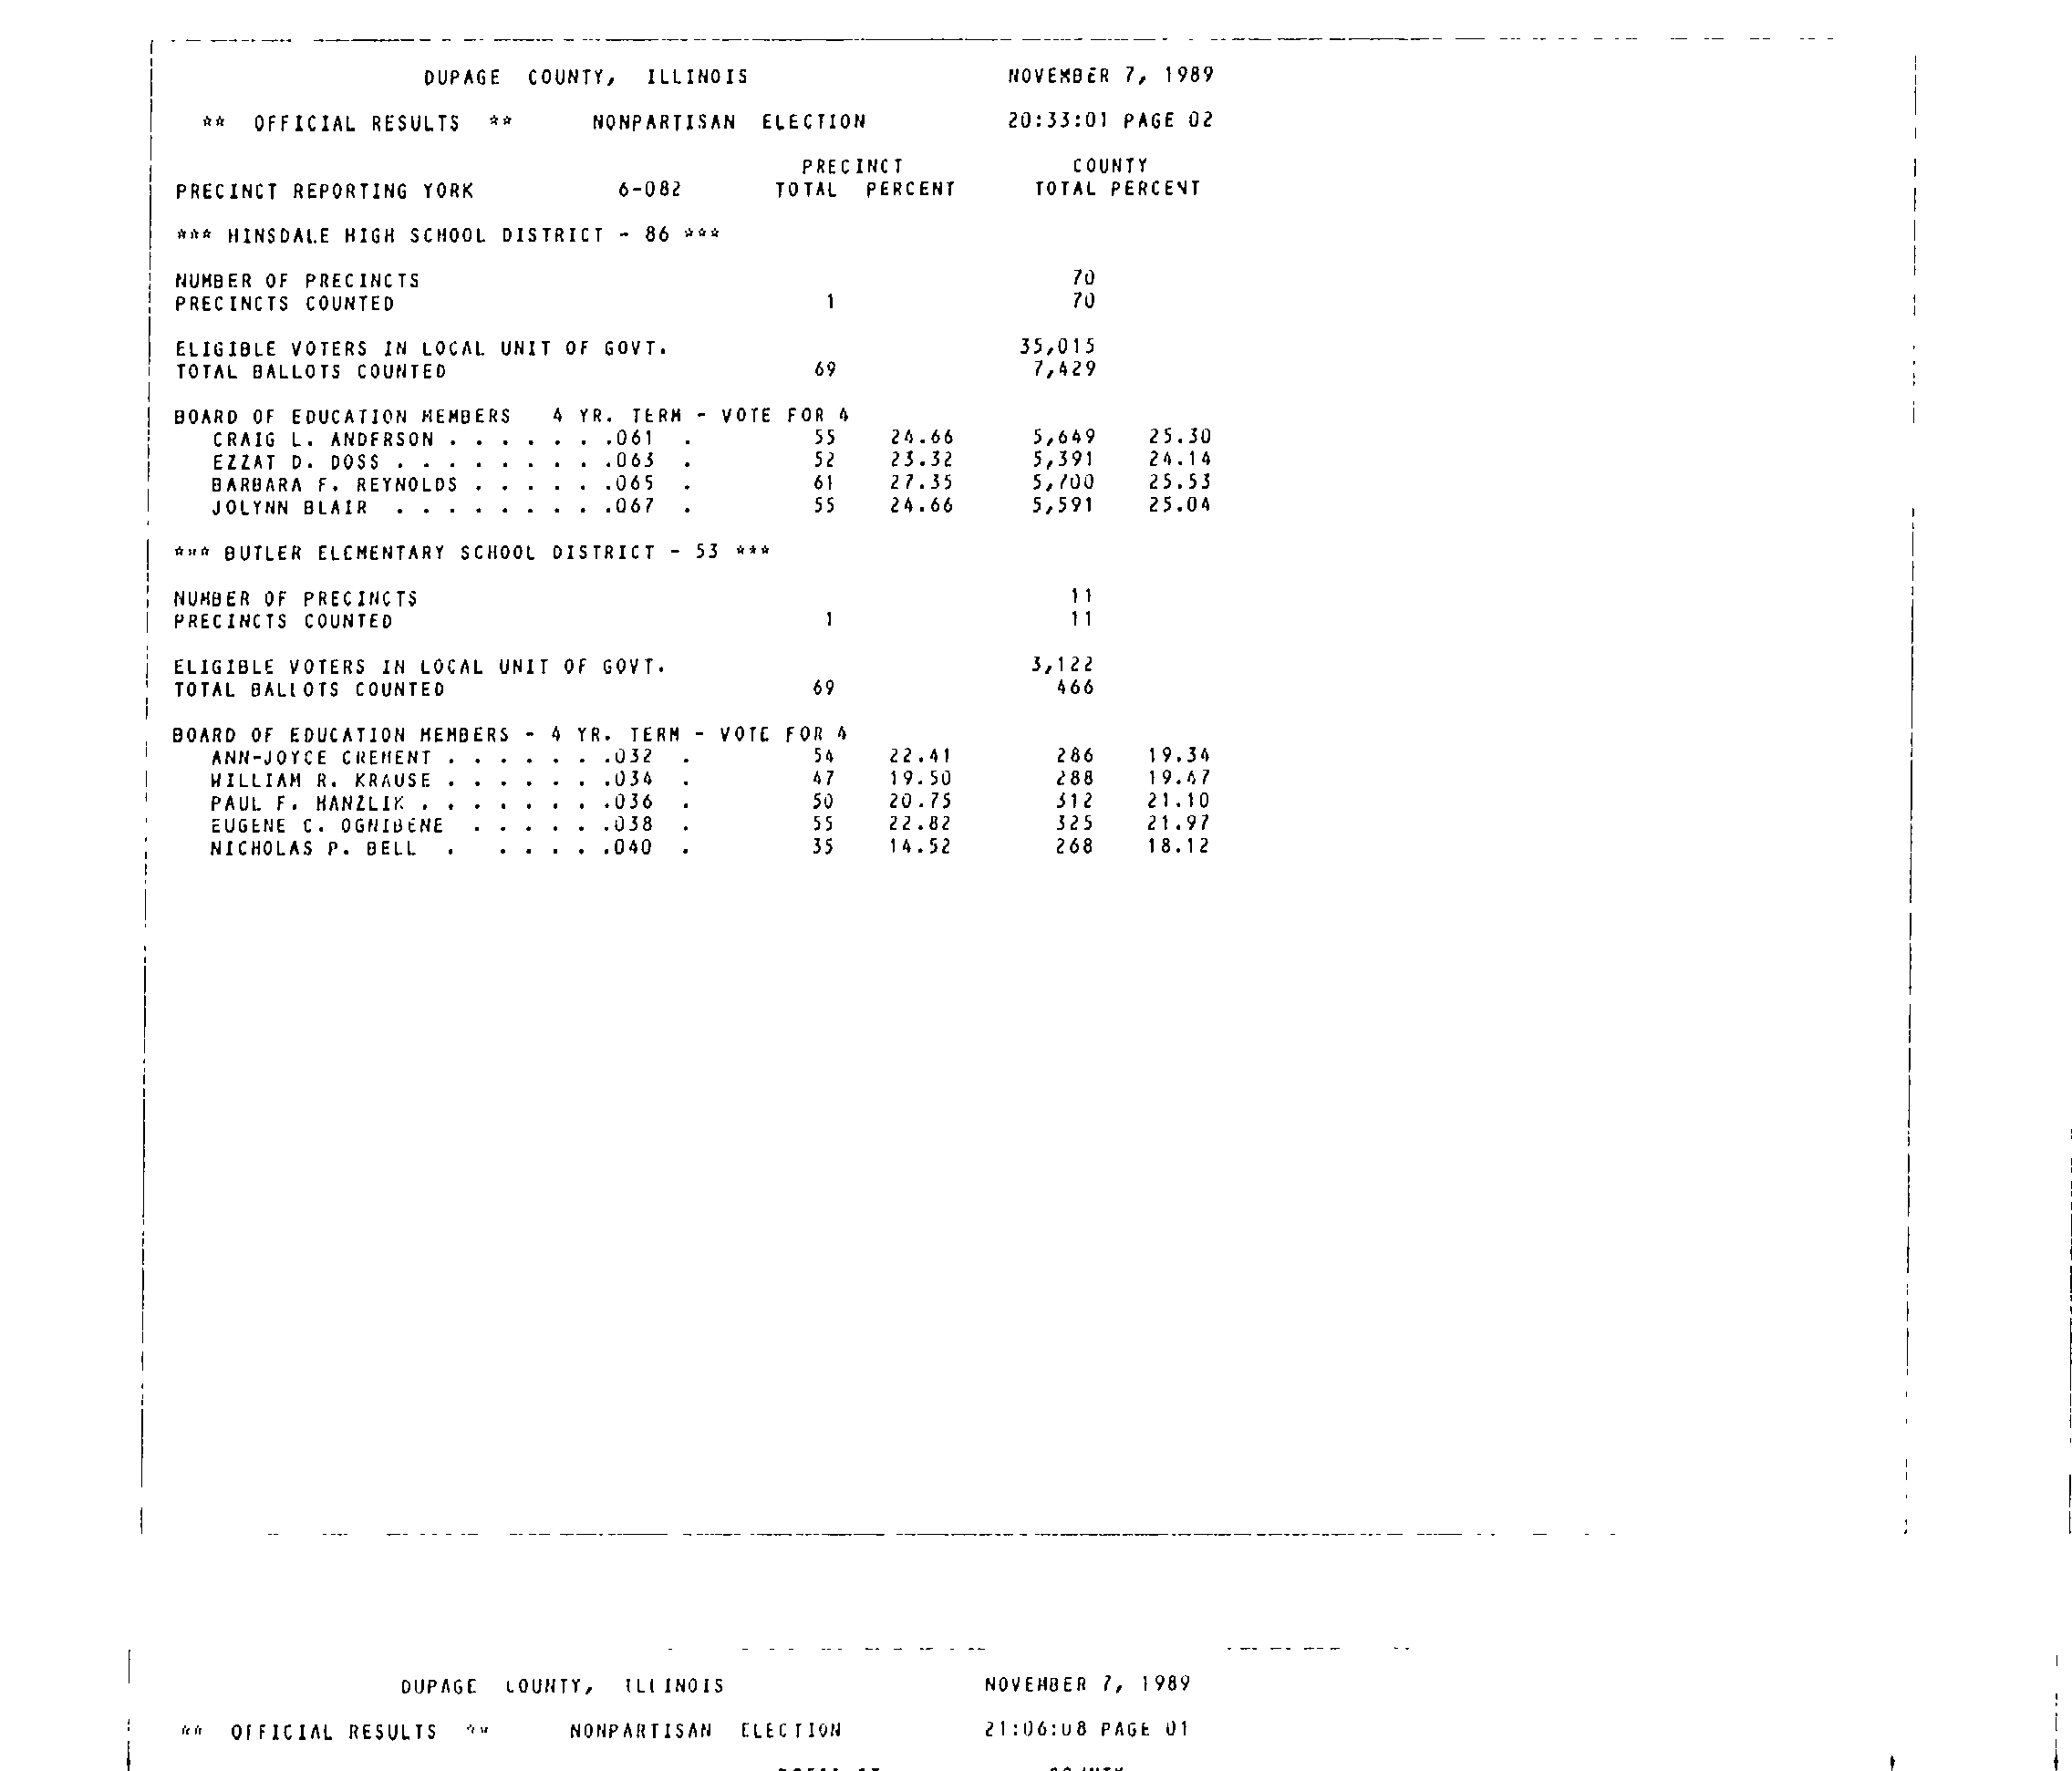 DUPAGE COUNTY, ILLINOIS NOVEMBER 7, 1989
** OFFICIAL RESULTS ** NONPARTISAN ELECTION 20:33:01 PAGE 02
PRECINCT COUNTY
PRECINCT REPORTING YORK 6-082 TOTAL PERCENT TOTAL PERCENT
*** HINSDALE HIGH SCHOOL DISTRICT - 86 ***
NUMBER OF PRECINCTS 70
PRECINCTS COUNTED 1 70
ELIGIBLE VOTERS IN LOCAL UNIT OF GOVT. 35,015
TOTAL BALLOTS COUNTED 69 7,429
BOARD OF EDUCATION MEMBERS 4 YR. TERM - VOTE FOR 4
CRAIG L. ANDERSON . . . . . . .061 . 55 24.66 5,649 25.30
EZZAT D. DOSS . . . . . . . . .063 . 52 23.32 5,391 24.14
BARBARA F. REYNOLDS . . . . . .065 . 61 27.35 5,700 25.53
JOLYNN BLAIR . . . . . . . . .067 . 55 24.66 5,591 25.04
*** BUTLER ELEMENTARY SCHOOL DISTRICT - 53 ***
NUMBER OF PRECINCTS 11
PRECINCTS COUNTED 1 11
ELIGIBLE VOTERS IN LOCAL UNIT OF GOVT. 3,122
TOTAL BALLOTS COUNTED 69 466
BOARD OF EDUCATION MEMBERS - 4 YR. TERM - VOTE FOR 4
ANN-JOYCE CREMENT . . . . . . .032 . 54 22.41 286 19.34
WILLIAM R. KRAUSE . . . . . . .034 . 47 19.50 288 19.47
PAUL F. HANZLIK . . . . . . . .036 . 50 20.75 312 21.10
EUGENE C. OGNIBENE . . . . . .038 . 55 22.82 325 21.97
NICHOLAS P. BELL . . . . . .040 . 35 14.52 268 18.12
DUPAGE COUNTY, ILLINOIS NOVEMBER 7, 1989
** OFFICIAL RESULTS ** NONPARTISAN ELECTION 21:06:08 PAGE 01